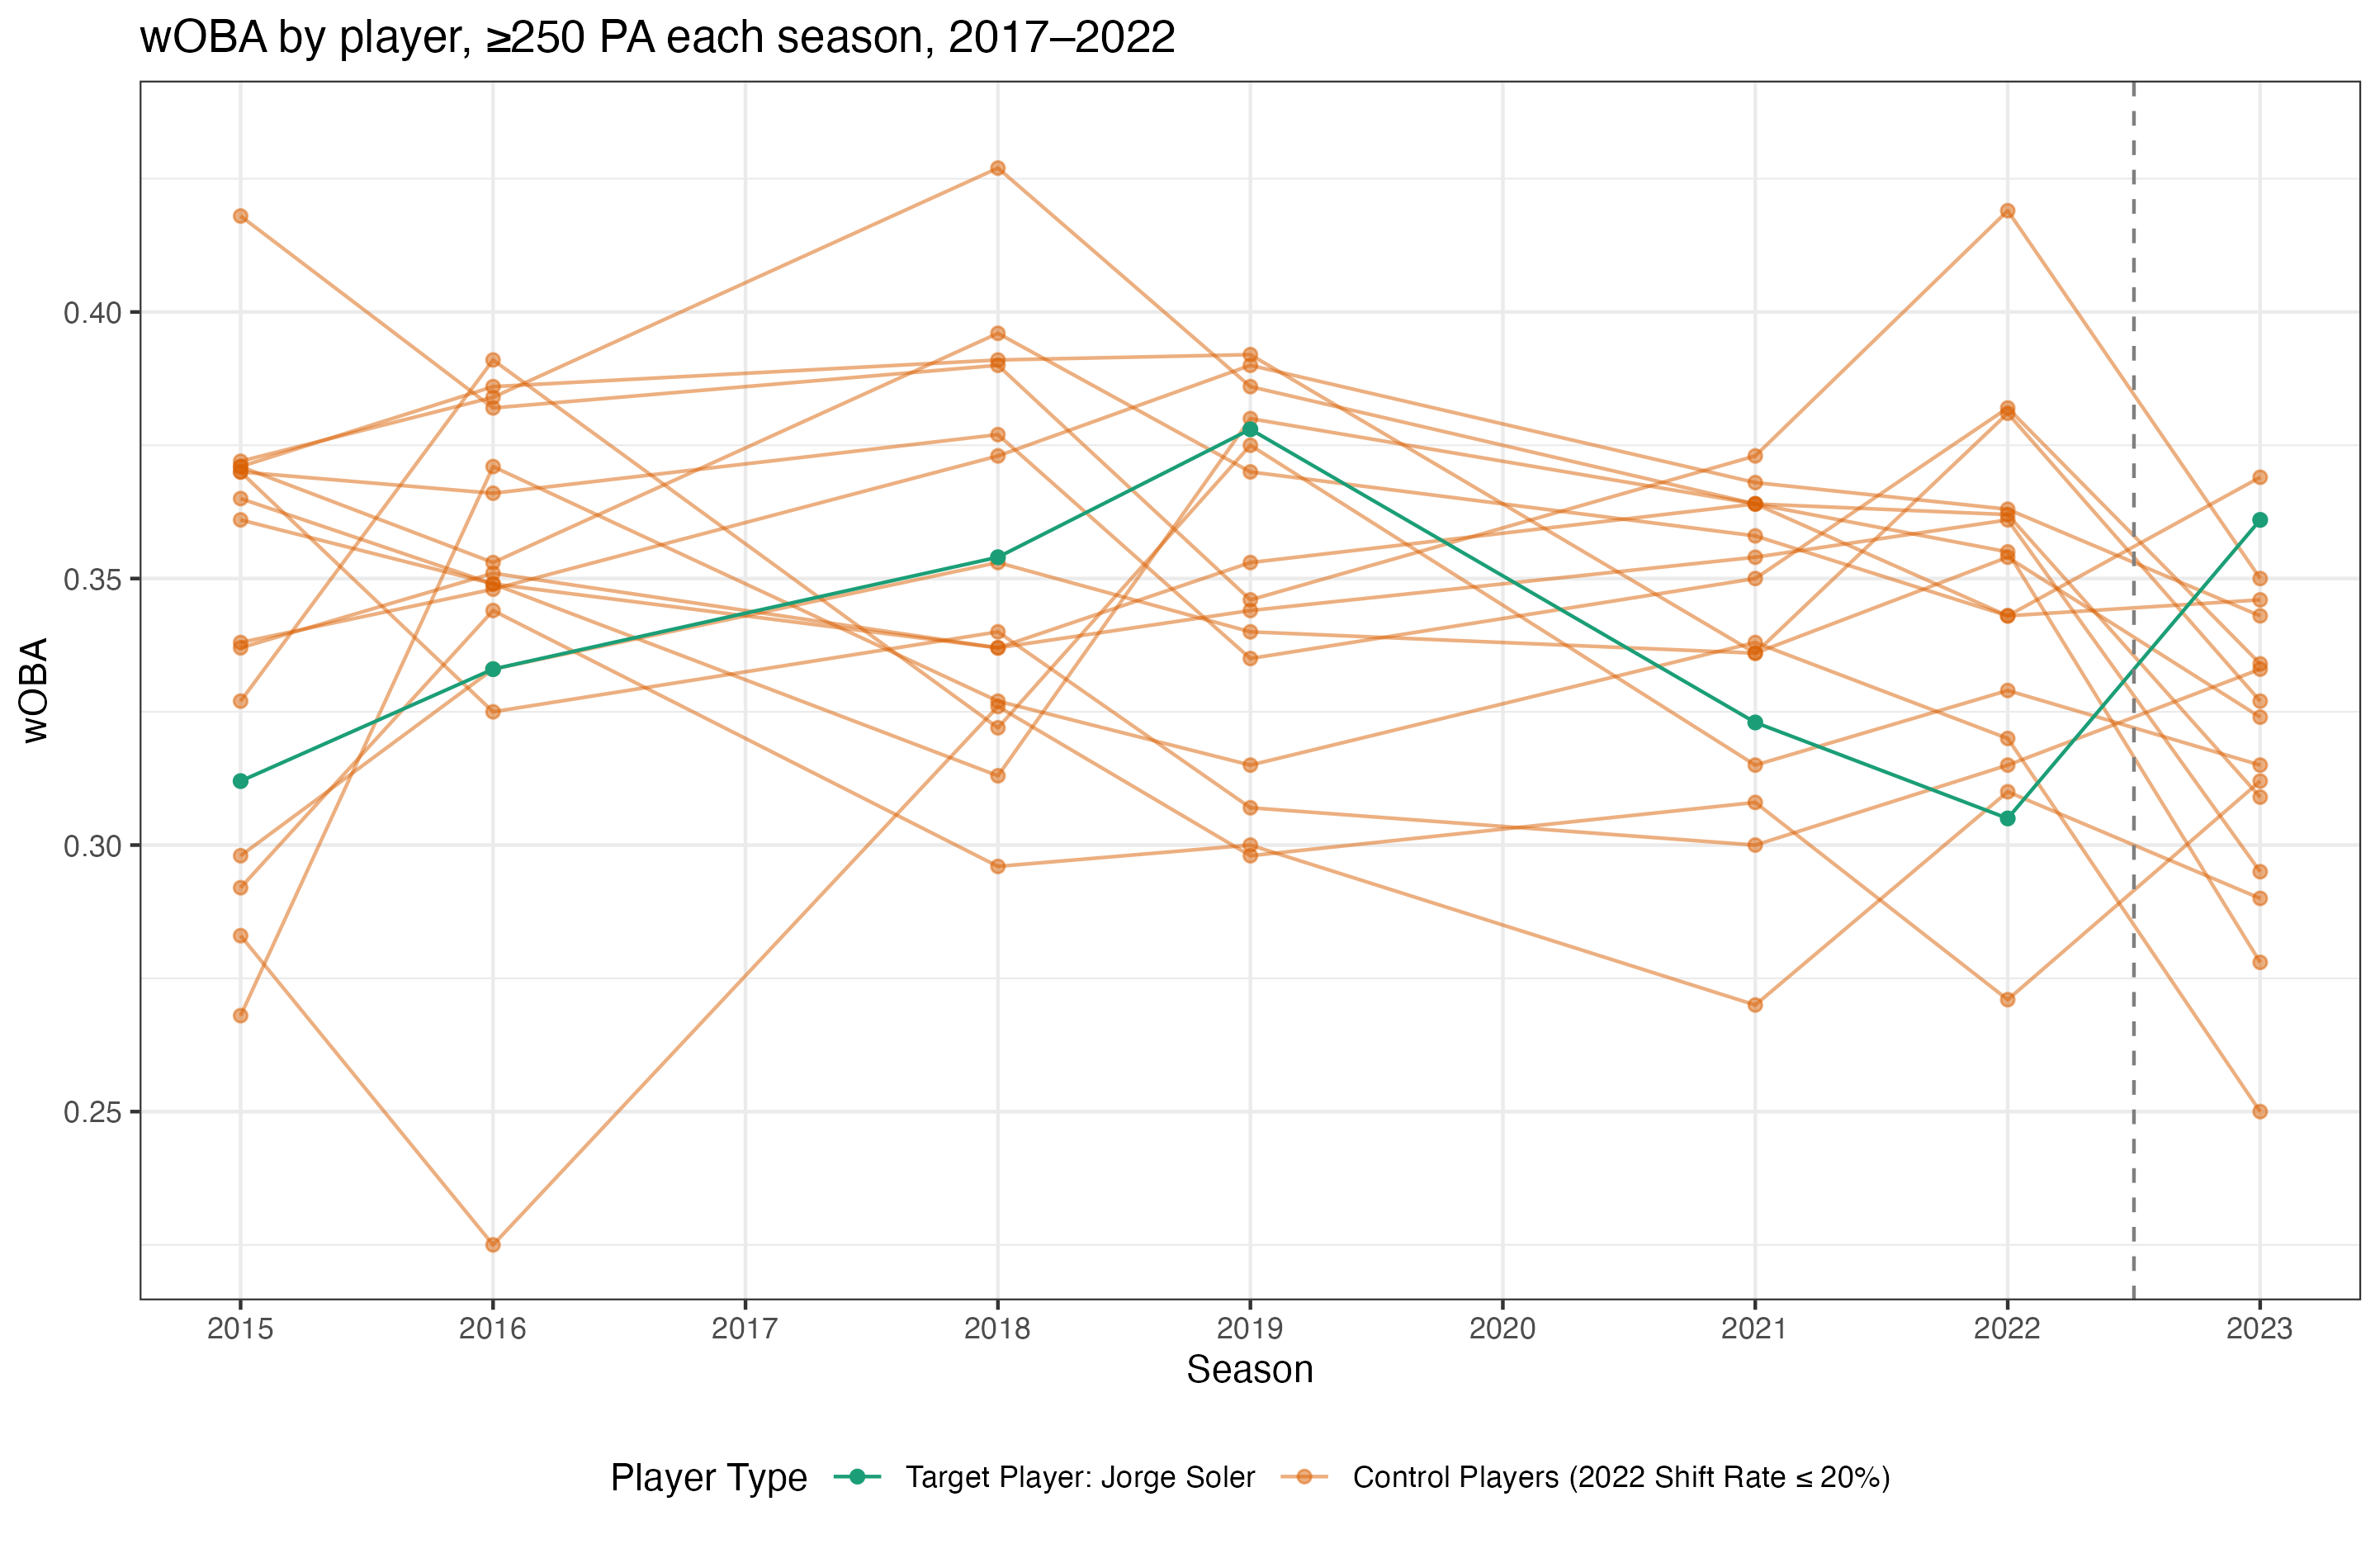 wOBA by player, ≥250 PA each season, 2017–2022
wOBA
0.40
0.35
0.30
0.25
2015 2016 2017 2018 2019 2020 2021 2022 2023
Season
Player Type Target Player: Jorge Soler Control Players (2022 Shift Rate ≤ 20%)